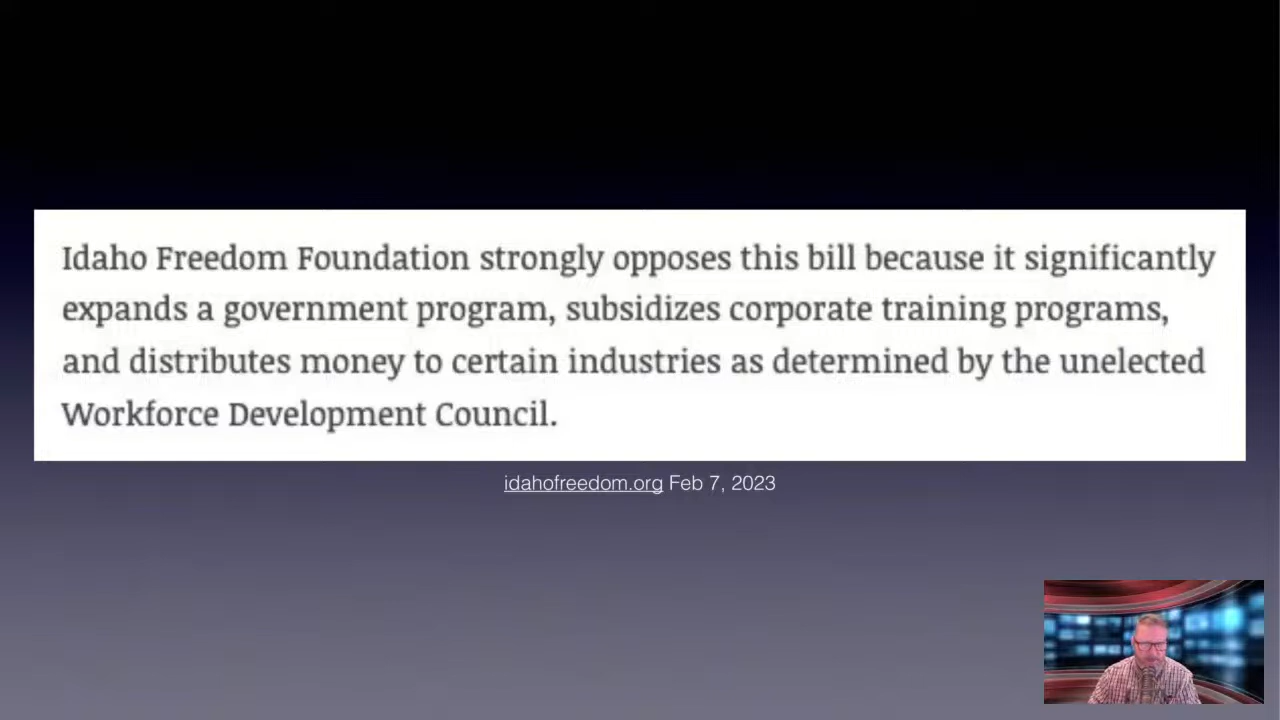 Idaho Freedom Foundation strongly opposes this bill because it significantly
expands a government program, subsidizes corporate training programs,
and distributes money to certain industries as determined by the unelected
Workforce Development Council.
idahofreedom.org Feb 7, 2023